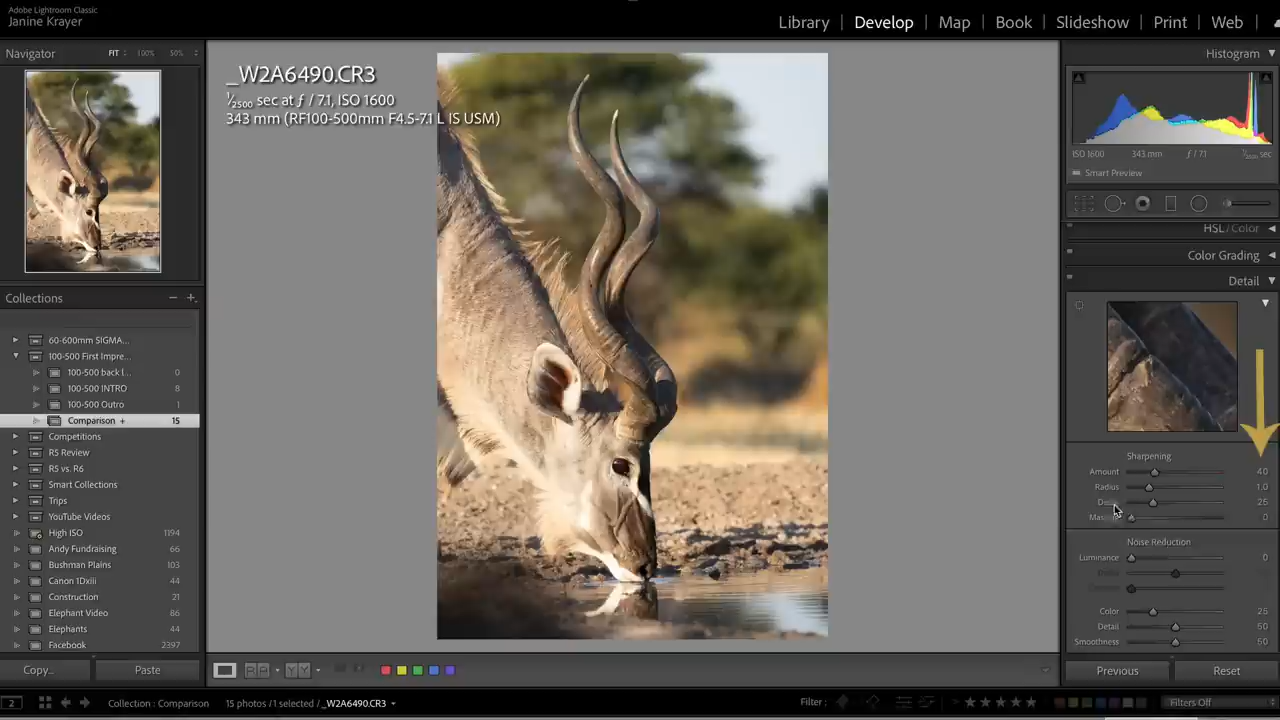 Adobe Lightroom Classic
Janine Krayer
Library | Develop | Map | Book | Slideshow | Print | Web
Navigator FIT 100% 50%
_W2A6490.CR3
1/2500 sec at ƒ / 7.1, ISO 1600
343 mm (RF100-500mm F4.5-7.1 L IS USM)
Histogram
ISO 1600 343 mm ƒ / 7.1 1/2500 sec
Smart Preview
HSL / Color
Color Grading
Detail
Sharpening
Amount 40
Radius 1.0
25
0
Noise Reduction
Luminance 0
Color 25
Detail 50
Smoothness 50
Previous Reset
Collections
60-600mm SIGMA...
100-500 First Impre...
100-500 back l... 0
100-500 INTRO 8
100-500 Outro 1
Comparison + 15
Competitions
R5 Review
R5 vs. R6
Smart Collections
Trips
YouTube Videos
High ISO 1194
Andy Fundraising 66
Bushman Plains 103
Canon 1Dxiii 44
Construction 21
Elephant Video 86
Elephants 44
Facebook 2397
Copy... Paste
2 Collection : Comparison 15 photos /1 selected / _W2A6490.CR3 Filter : Filters Off